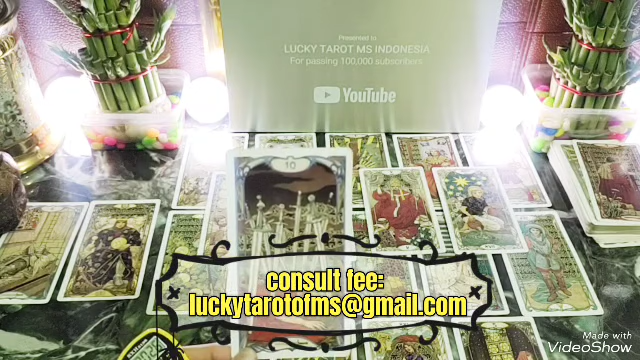 Presented to
LUCKY TAROT MS INDONESIA
For passing 100,000 subscribers
YouTube
10
consult fee:
luckytarotofms@gmail.com
Made with
VideoShow